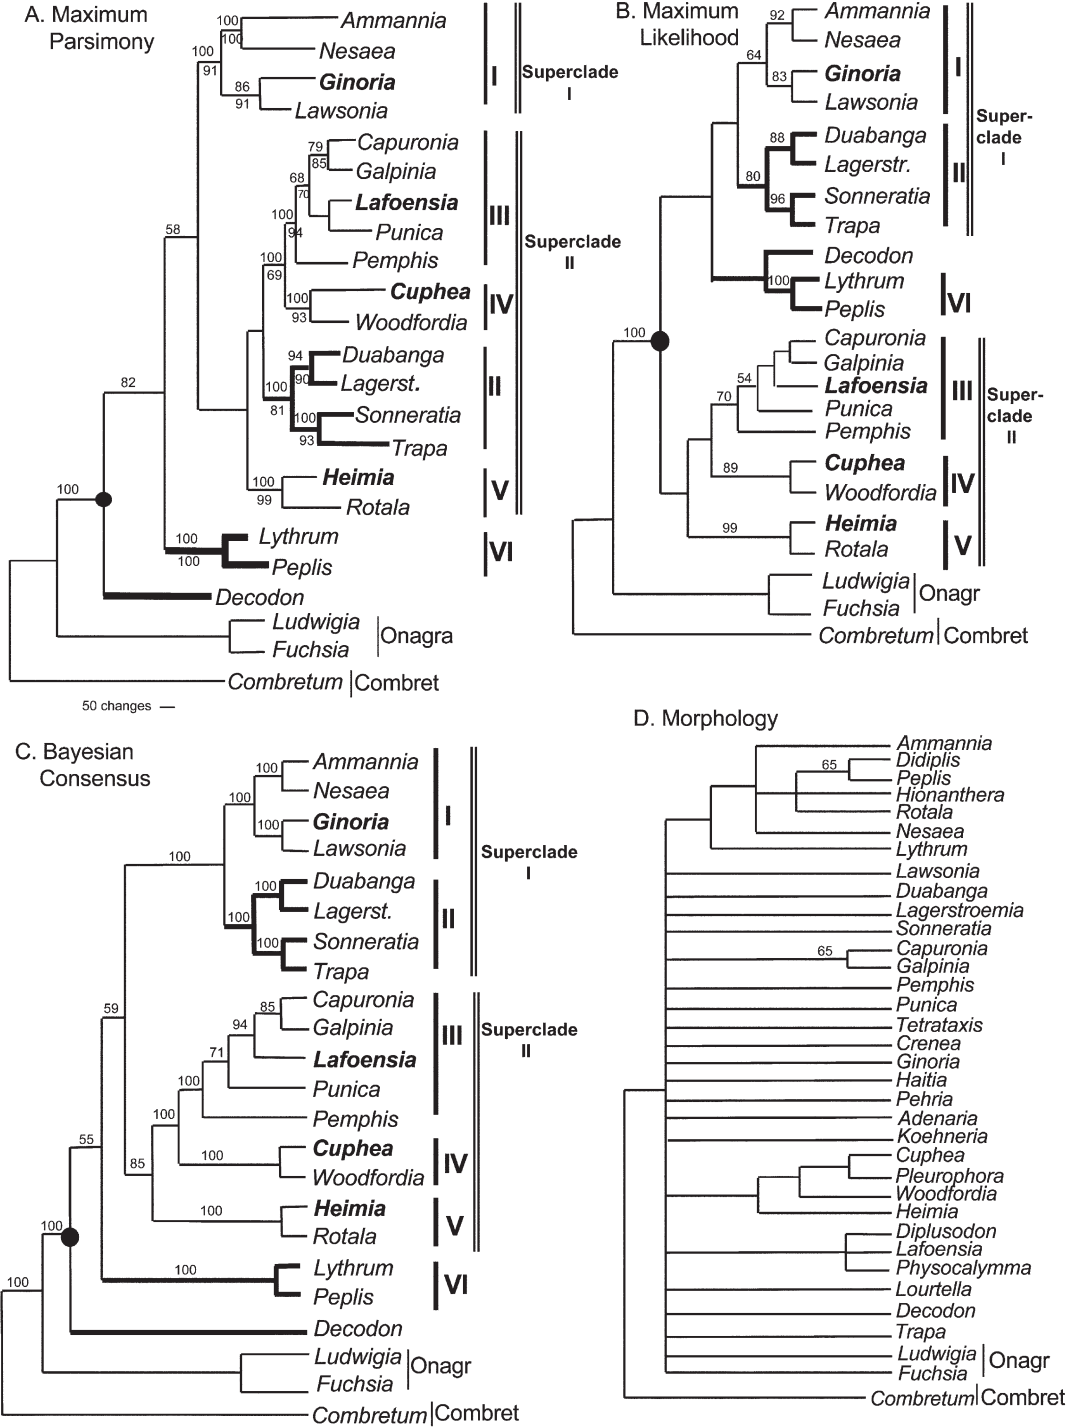 A. Maximum
Parsimony
100
100
Ammannia
Nesaea
100
91
86
91
Ginoria
Lawsonia
I
Superclade
I
79
85
Capuronia
Galpinia
68
70
Lafoensia
Punica
100
94
Pemphis
III
Superclade
II
58
100
69
100
93
Cuphea
Woodfordia
IV
94
90
Duabanga
Lagerst.
100
81
100
93
Sonneratia
Trapa
II
82
100
99
Heimia
Rotala
V
100
100
100
Lythrum
Peplis
VI
Decodon
Ludwigia
Fuchsia
Onagra
Combretum
Combret
50 changes
B. Maximum
Likelihood
92
Ammannia
Nesaea
64
83
Ginoria
Lawsonia
I
88
Duabanga
Lagerstr.
80
96
Sonneratia
Trapa
II
Super-
clade
I
Decodon
100
Lythrum
Peplis
VI
100
Capuronia
Galpinia
54
Lafoensia
70
Punica
Pemphis
III
Super-
clade
II
89
Cuphea
Woodfordia
IV
99
Heimia
Rotala
V
Ludwigia
Fuchsia
Onagr
Combretum
Combret
C. Bayesian
Consensus
100
Ammannia
Nesaea
100
100
Ginoria
Lawsonia
I
100
Superclade
I
100
Duabanga
Lagerst.
100
100
Sonneratia
Trapa
II
59
85
Capuronia
Galpinia
94
71
Lafoensia
100
Punica
Pemphis
III
Superclade
II
100
55
85
100
Cuphea
Woodfordia
IV
100
Heimia
Rotala
V
100
100
Lythrum
Peplis
VI
100
Decodon
Ludwigia
Fuchsia
Onagr
Combretum
Combret
D. Morphology
Ammannia
65
Didiplis
Peplis
Hionanthera
Rotala
Nesaea
Lythrum
Lawsonia
Duabanga
Lagerstroemia
Sonneratia
65
Capuronia
Galpinia
Pemphis
Punica
Tetrataxis
Crenea
Ginoria
Haitia
Pehria
Adenaria
Koehneria
Cuphea
Pleurophora
Woodfordia
Heimia
Diplusodon
Lafoensia
Physocalymma
Lourtella
Decodon
Trapa
Ludwigia
Fuchsia
Onagr
Combretum
Combret